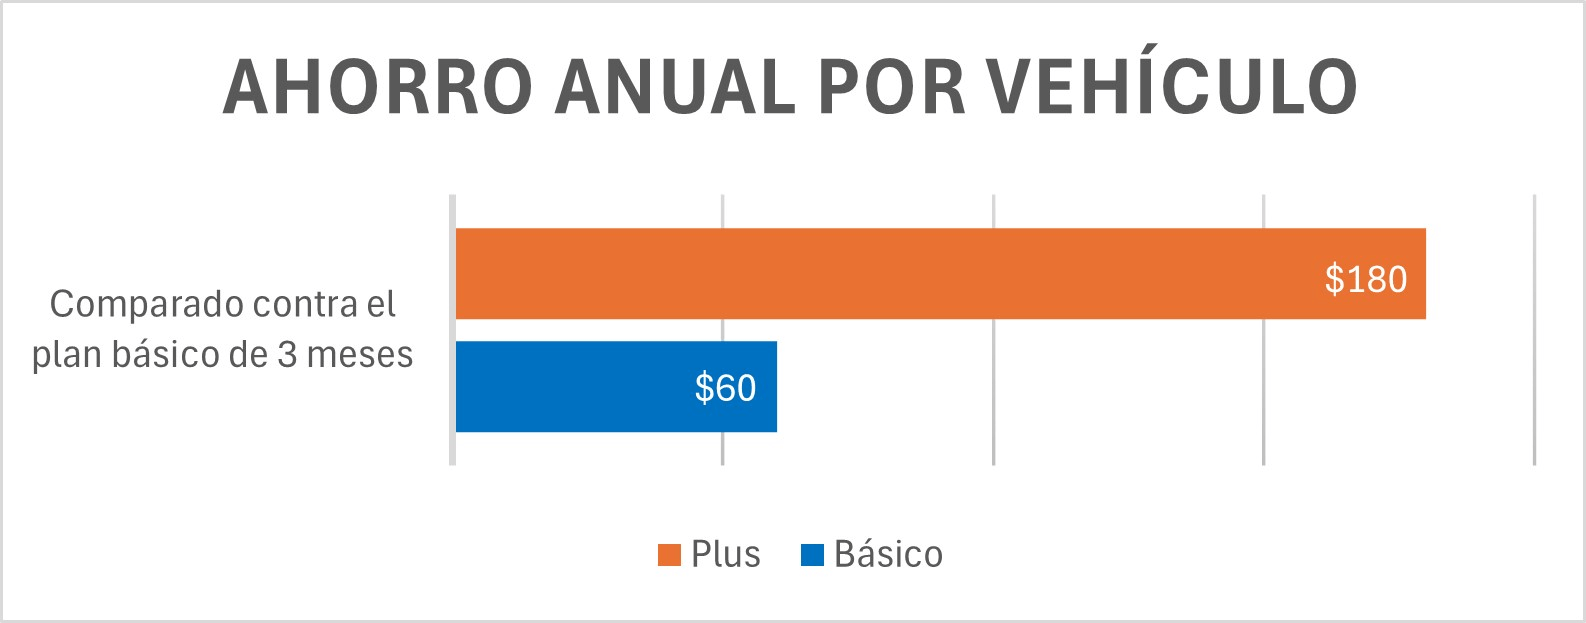 AHORRO ANUAL POR VEHÍCULO
Comparado contra el
plan básico de 3 meses
$180
$60
Plus
Básico